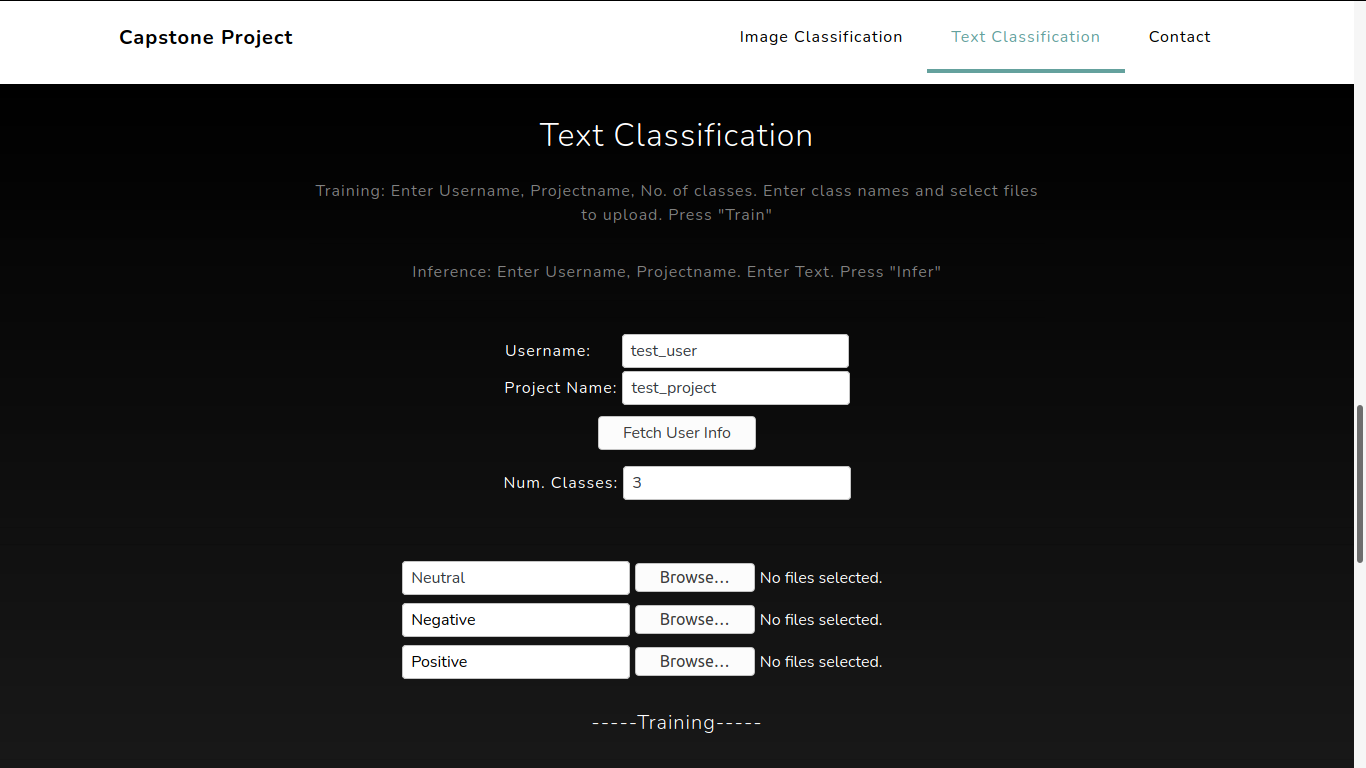 Capstone Project Image Classification Text Classification Contact
Text Classification
Training: Enter Username, Projectname, No. of classes. Enter class names and select files
to upload. Press "Train"
Inference: Enter Username, Projectname. Enter Text. Press "Infer"
Username: test_user
Project Name: test_project
Fetch User Info
Num. Classes: 3
Neutral Browse... No files selected.
Negative Browse... No files selected.
Positive Browse... No files selected.
-----Training-----